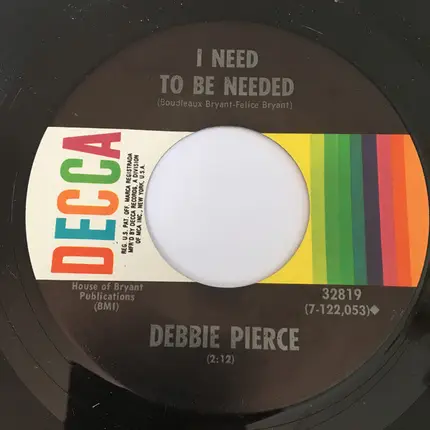 I NEED
TO BE NEEDED
(Boudleaux Bryant-Felice Bryant)
DECCA
REG. U.S. PAT. OFF. MARCA REGISTRADA
MFR'D BY DECCA RECORDS, A DIVISION
OF MCA INC., NEW YORK, U.S.A.
House of Bryant
Publications
(BMI)
32819
(7-122,053)◆
DEBBIE PIERCE
(2:12)